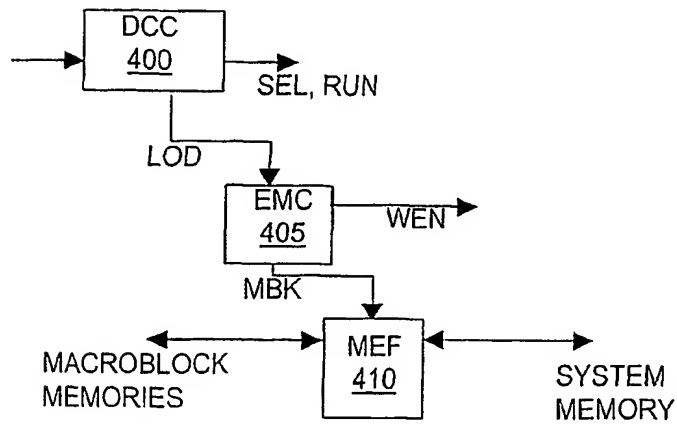 DCC
400
SEL, RUN
LOD
EMC
405
WEN
MBK
MEF
410
MACROBLOCK
MEMORIES
SYSTEM
MEMORY